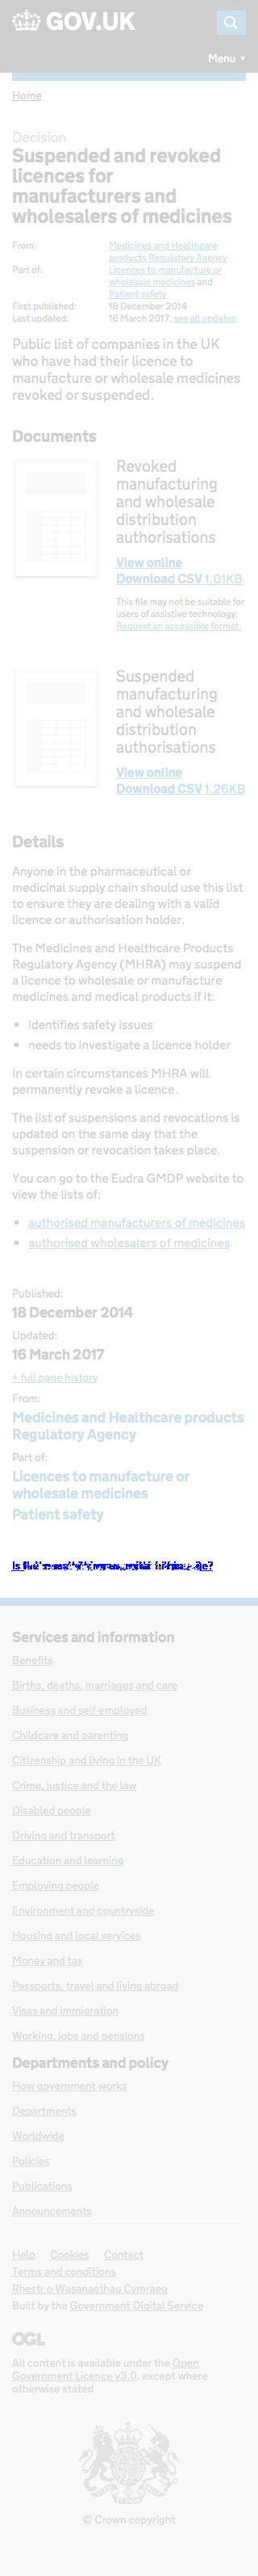 GOV.UK
Menu ▼
Home
Decision
Suspended and revoked
licences for
manufacturers and
wholesalers of medicines
From: Medicines and Healthcare
products Regulatory Agency
Part of: Licences to manufacture or
wholesale medicines and
Patient safety
First published: 18 December 2014
Last updated: 16 March 2017, see all updates
Public list of companies in the UK
who have had their licence to
manufacture or wholesale medicines
revoked or suspended.
Documents
Revoked
manufacturing
and wholesale
distribution
authorisations
View online
Download CSV 1.01KB
This file may not be suitable for
users of assistive technology.
Request an accessible format.
Suspended
manufacturing
and wholesale
distribution
authorisations
View online
Download CSV 1.26KB
Details
Anyone in the pharmaceutical or
medicinal supply chain should use this list
to ensure they are dealing with a valid
licence or authorisation holder.
The Medicines and Healthcare Products
Regulatory Agency (MHRA) may suspend
a licence to wholesale or manufacture
medicines and medical products if it:
• identifies safety issues
• needs to investigate a licence holder
In certain circumstances MHRA will
permanently revoke a licence.
The list of suspensions and revocations is
updated on the same day that the
suspension or revocation takes place.
You can go to the Eudra GMDP website to
view the lists of:
• authorised manufacturers of medicines
• authorised wholesalers of medicines
Published:
18 December 2014
Updated:
16 March 2017
+ full page history
From:
Medicines and Healthcare products
Regulatory Agency
Part of:
Licences to manufacture or
wholesale medicines
Patient safety
Is
Services and information
Benefits
Births, deaths, marriages and care
Business and self-employed
Childcare and parenting
Citizenship and living in the UK
Crime, justice and the law
Disabled people
Driving and transport
Education and learning
Employing people
Environment and countryside
Housing and local services
Money and tax
Passports, travel and living abroad
Visas and immigration
Working, jobs and pensions
Departments and policy
How government works
Departments
Worldwide
Policies
Publications
Announcements
Help Cookies Contact
Terms and conditions
Rhestr o Wasanaethau Cymraeg
Built by the Government Digital Service
OGL
All content is available under the Open
Government Licence v3.0, except where
otherwise stated
© Crown copyright